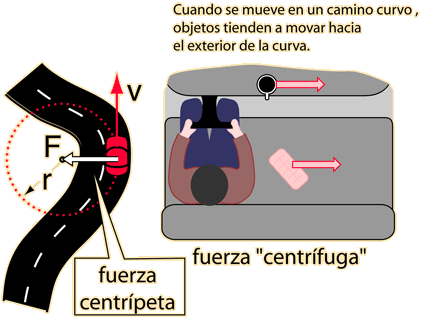 Cuando se mueve en un camino curvo ,
objetos tienden a movar hacia
el exterior de la curva.
v
F
r
fuerza
centrípeta
fuerza "centrífuga"